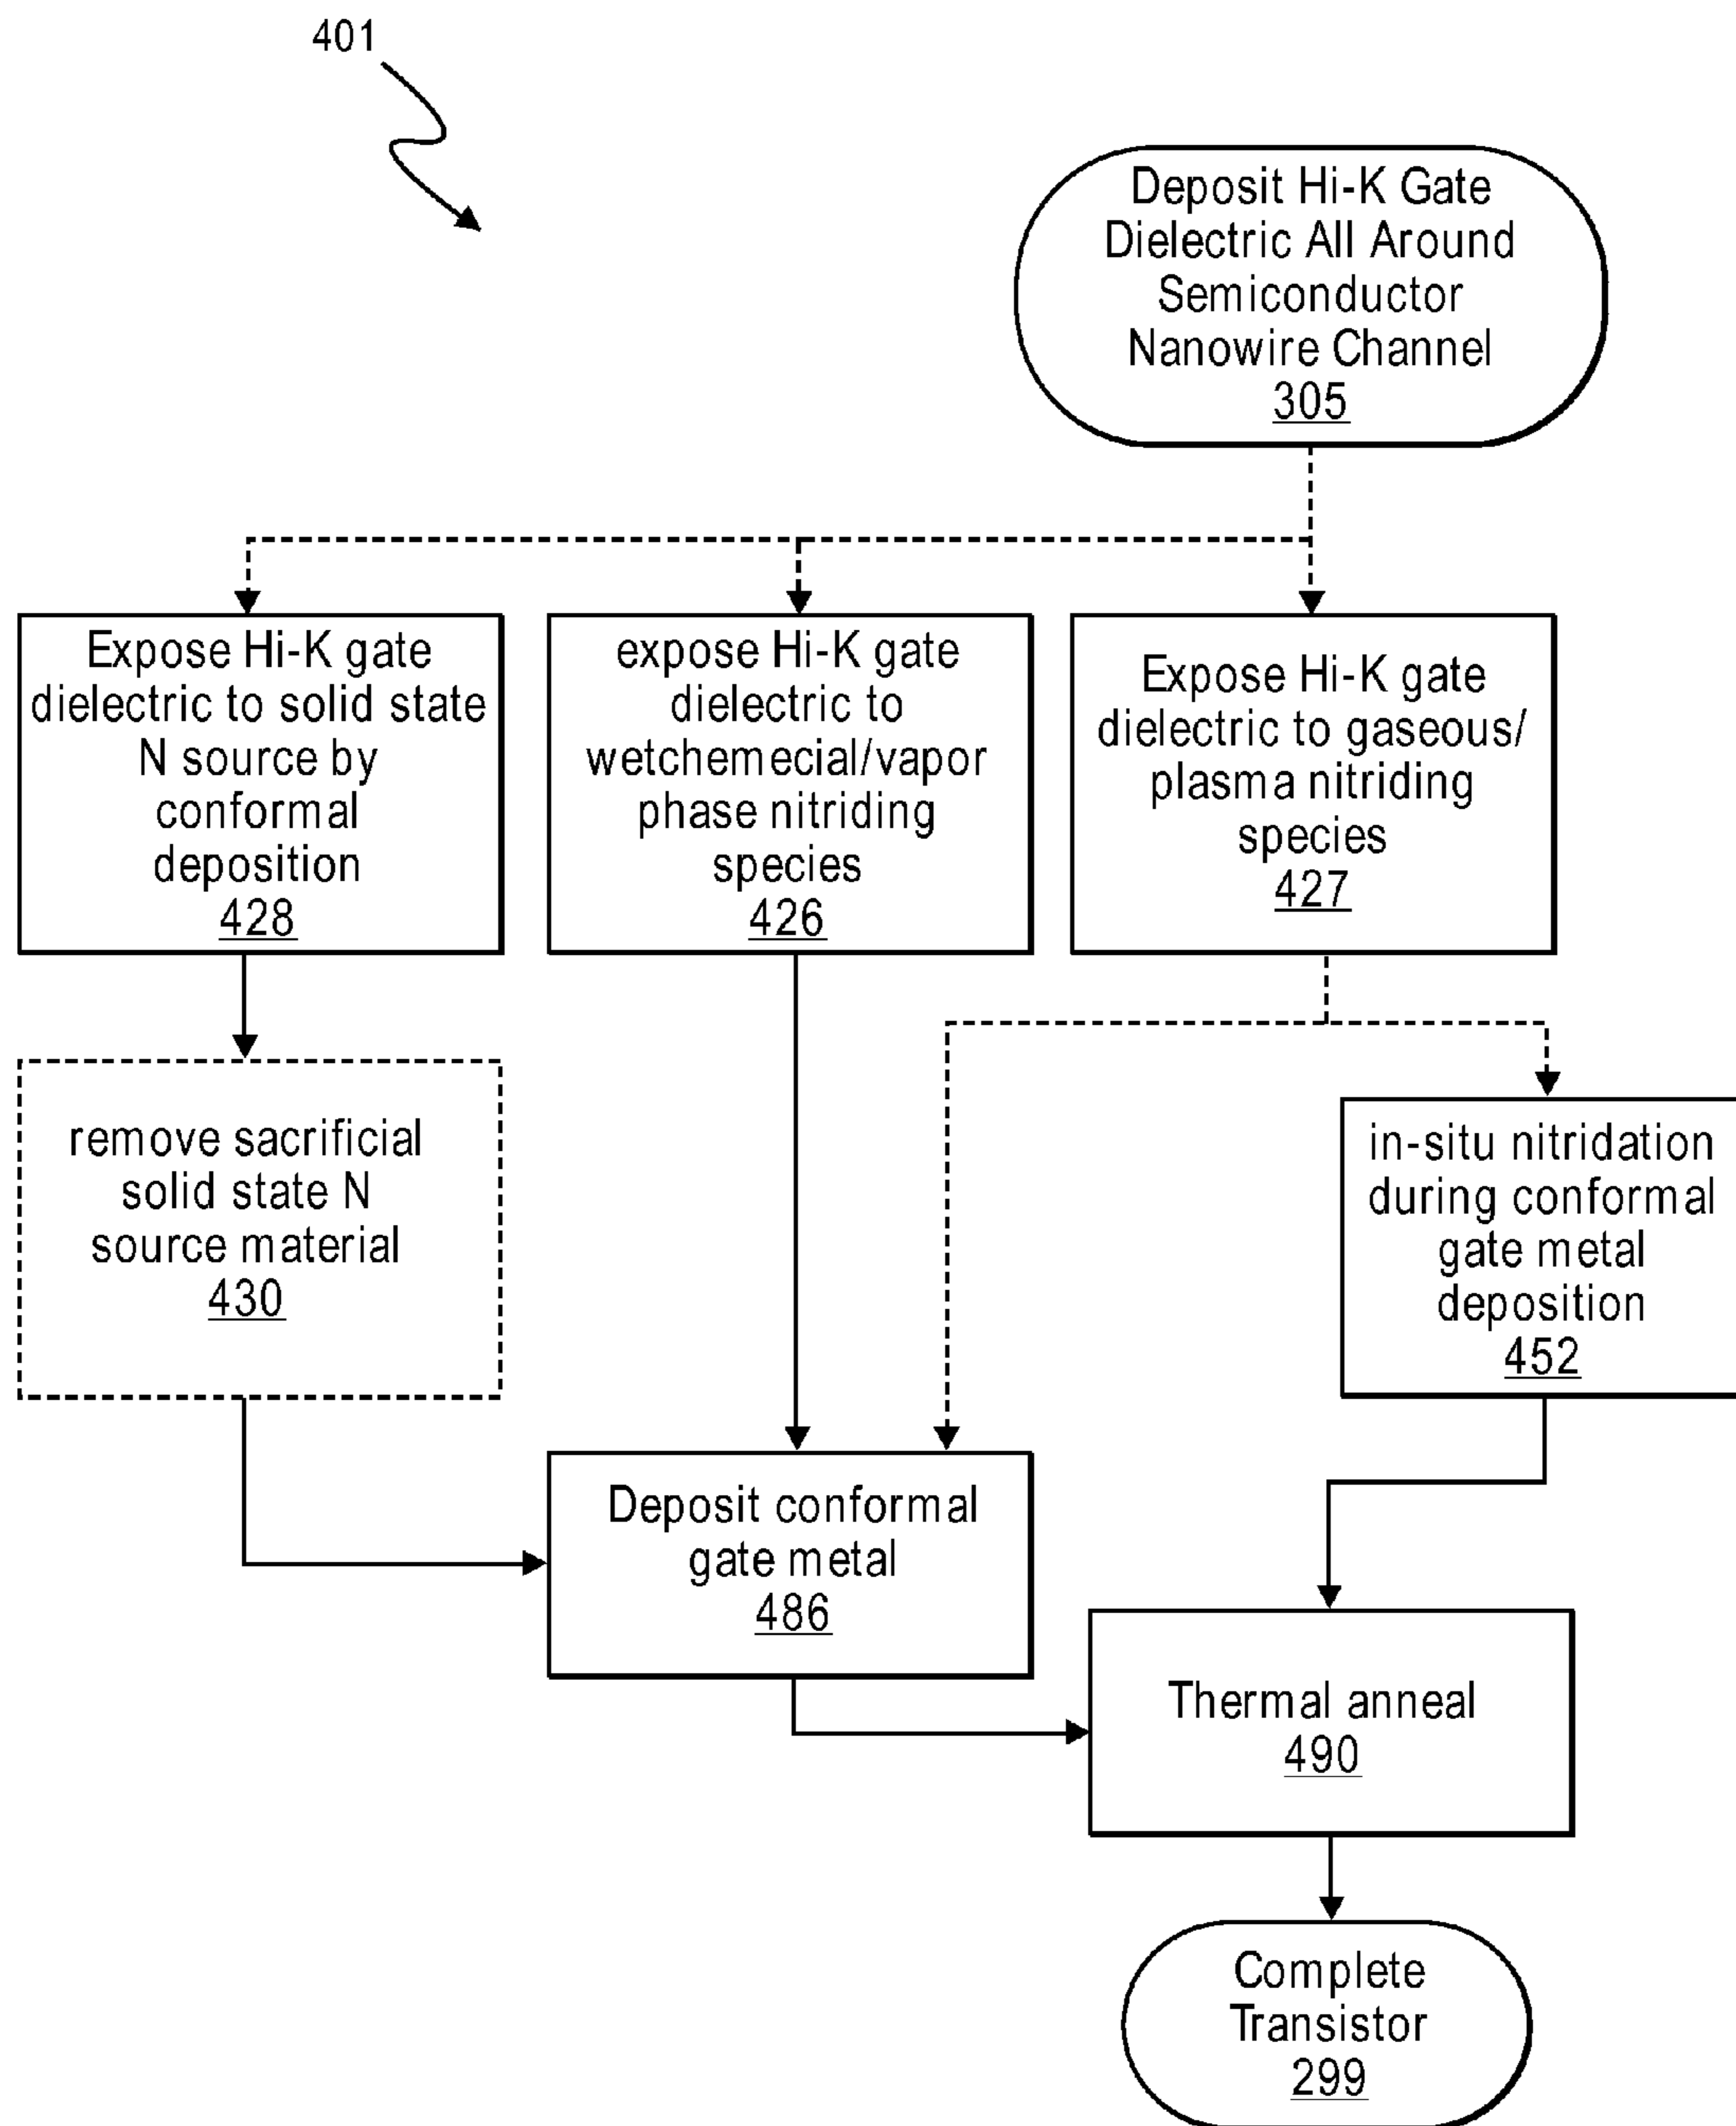 401
Deposit Hi-K Gate
Dielectric All Around
Semiconductor
Nanowire Channel
305
Expose Hi-K gate
dielectric to solid state
N source by
conformal
deposition
428
expose Hi-K gate
dielectric to
wetchemecial/vapor
phase nitriding
species
426
Expose Hi-K gate
dielectric to gaseous/
plasma nitriding
species
427
remove sacrificial
solid state N
source material
430
in-situ nitridation
during conformal
gate metal
deposition
452
Deposit conformal
gate metal
486
Thermal anneal
490
Complete
Transistor
299